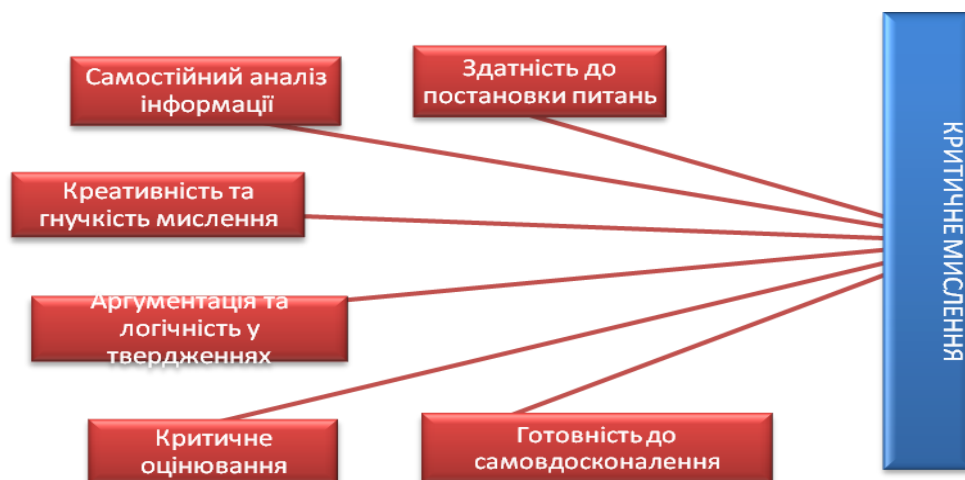 Самостійний аналіз
інформації
Здатність до
постановки питань
Креативність та
гнучкість мислення
Аргументація та
логічність у
твердженнях
Критичне
оцінювання
Готовність до
самовдосконалення
КРИТИЧНЕ МИСЛЕННЯ